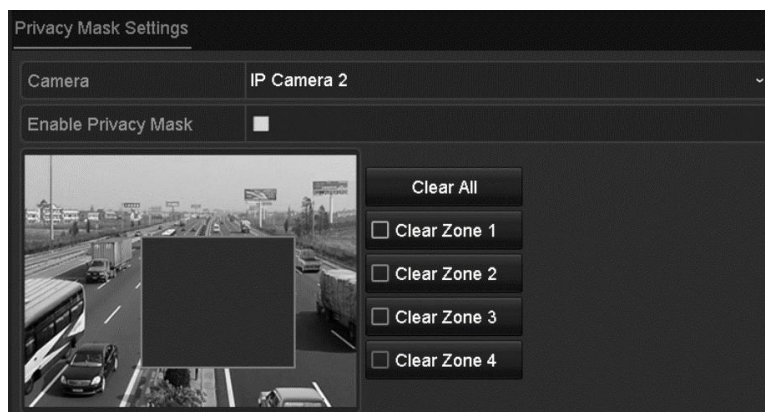 Privacy Mask Settings
Camera IP Camera 2
Enable Privacy Mask
Clear All
Clear Zone 1
Clear Zone 2
Clear Zone 3
Clear Zone 4